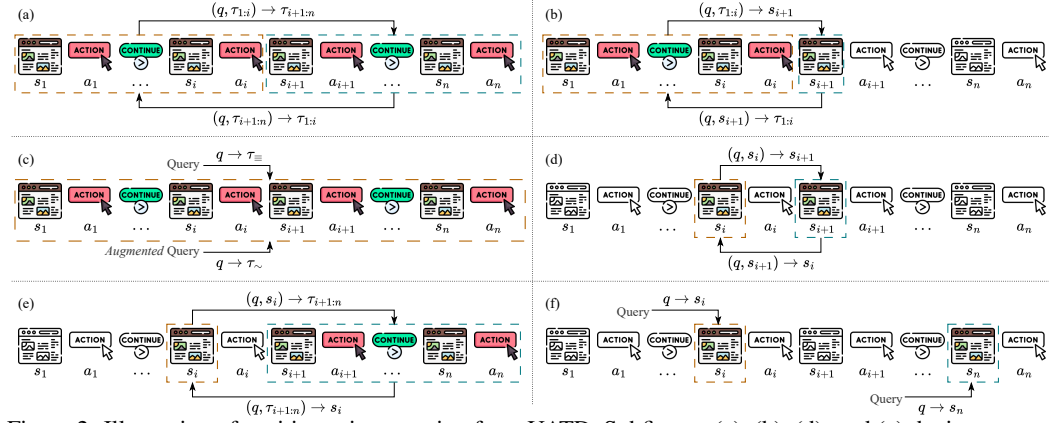 (a)
(q, τ1:i) → τi+1:n
ACTION CONTINUE ACTION ACTION CONTINUE ACTION
s1 a1 ... si ai si+1 ai+1 ... sn an
(q, τi+1:n) → τ1:i
(b)
(q, τ1:i) → si+1
ACTION CONTINUE ACTION ACTION CONTINUE ACTION
s1 a1 ... si ai si+1 ai+1 ... sn an
(q, si+1) → τ1:i
(c)
q → τ≡
Query
ACTION CONTINUE ACTION ACTION CONTINUE ACTION
s1 a1 ... si ai si+1 ai+1 ... sn an
Augmented Query
q → τ∼
(d)
(q, si) → si+1
ACTION CONTINUE ACTION ACTION CONTINUE ACTION
s1 a1 ... si ai si+1 ai+1 ... sn an
(q, si+1) → si
(e)
(q, si) → τi+1:n
ACTION CONTINUE ACTION ACTION CONTINUE ACTION
s1 a1 ... si ai si+1 ai+1 ... sn an
(q, τi+1:n) → si
(f)
q → si
Query
ACTION CONTINUE ACTION ACTION CONTINUE ACTION
s1 a1 ... si ai si+1 ai+1 ... sn an
Query
q → sn